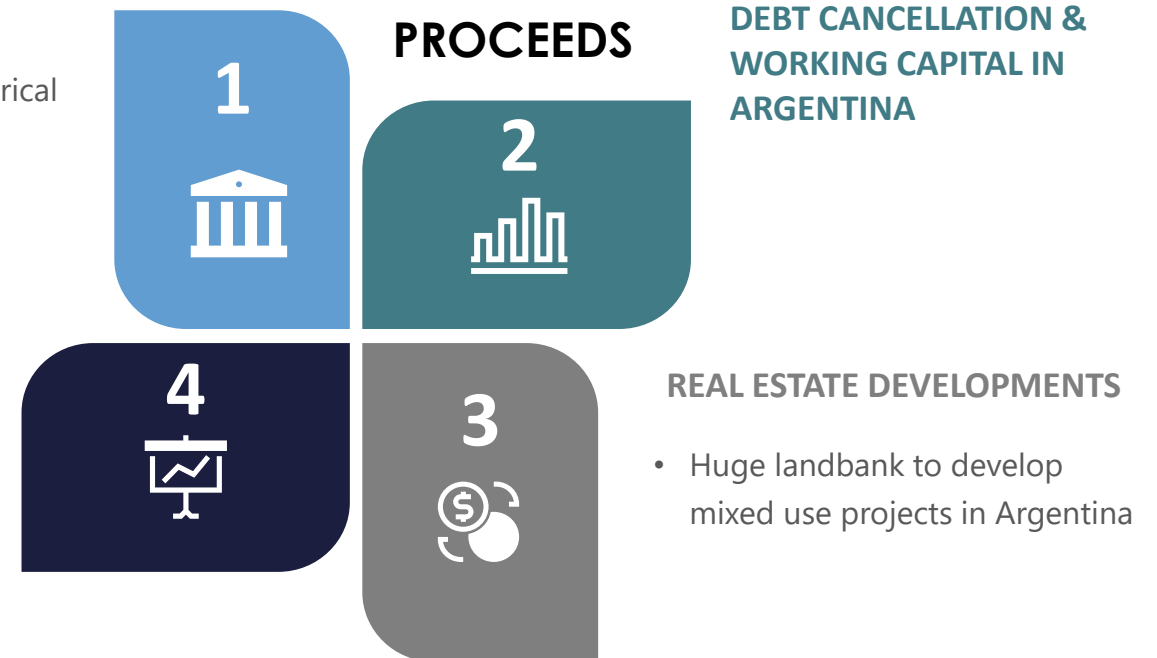 PROCEEDS
DEBT CANCELLATION &
WORKING CAPITAL IN
ARGENTINA
1
2
4
3
REAL ESTATE DEVELOPMENTS
• Huge landbank to develop
mixed use projects in Argentina